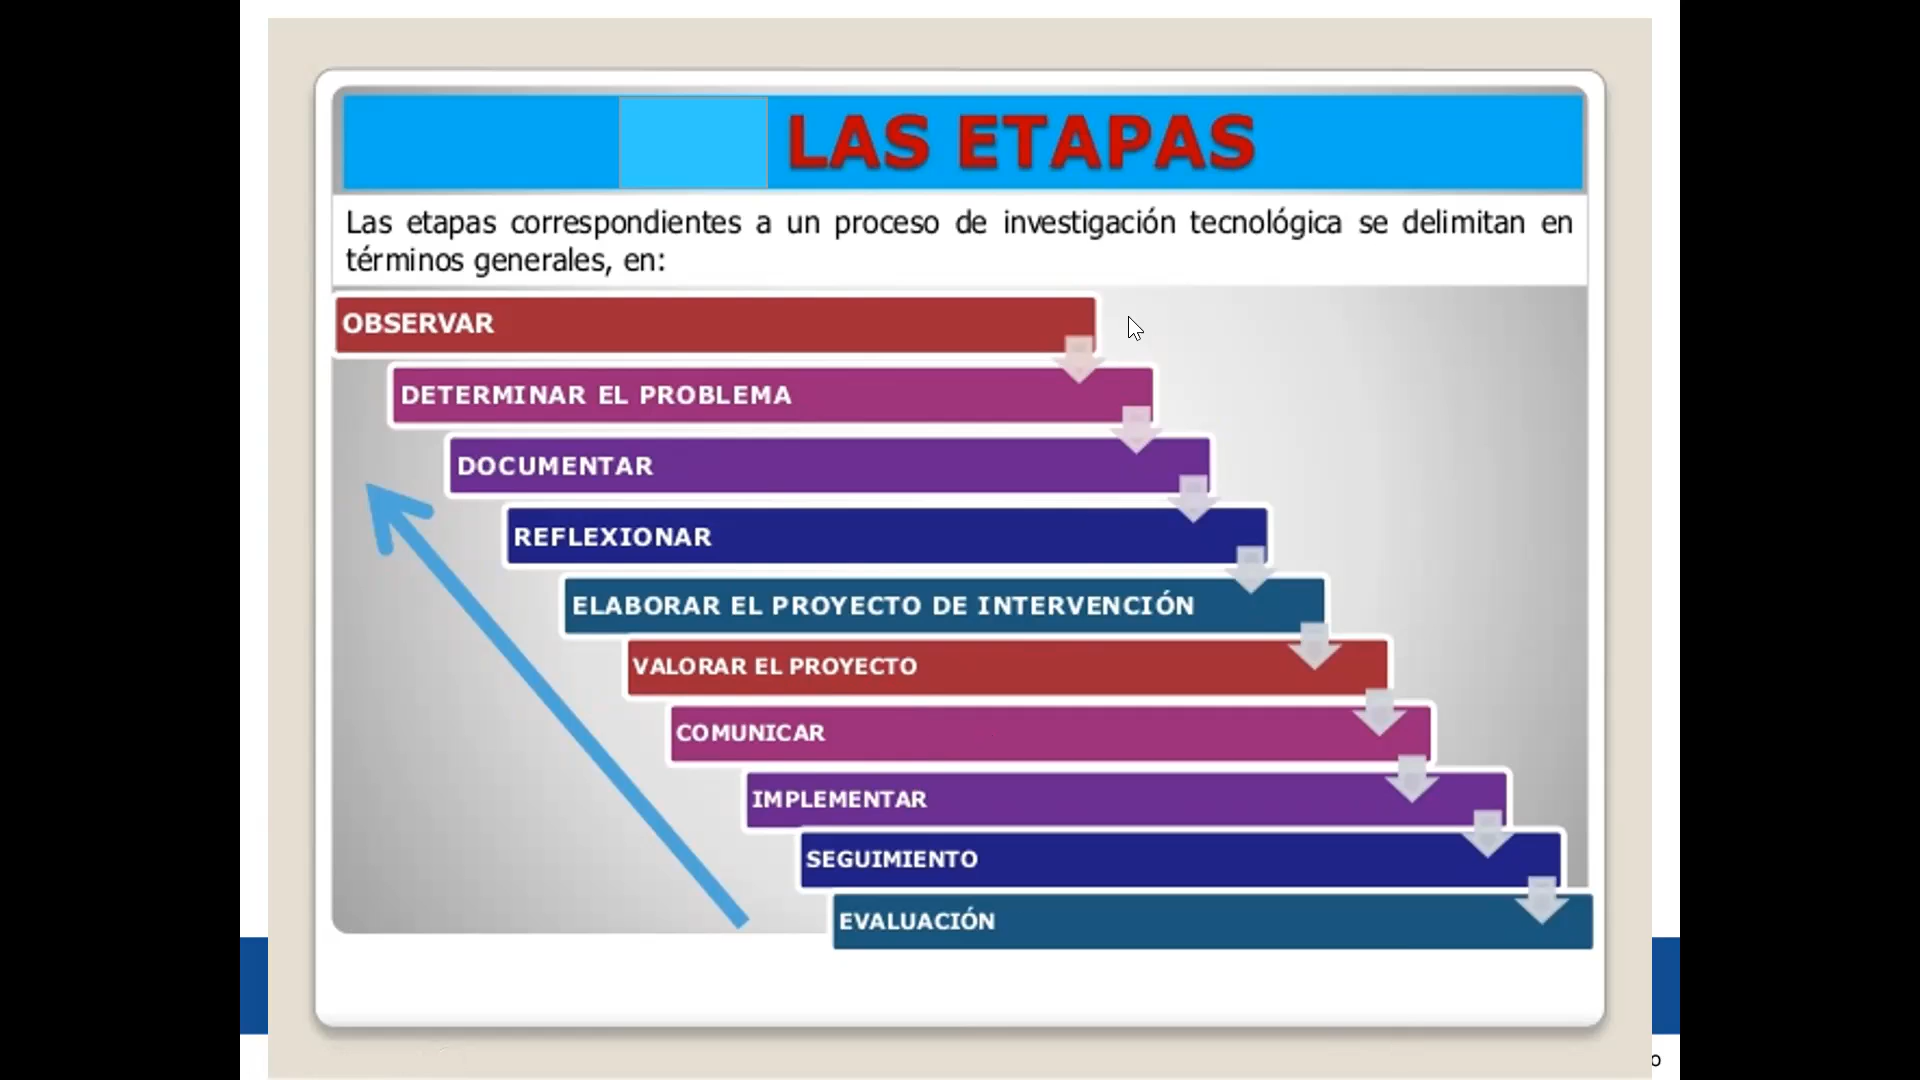 LAS ETAPAS
Las etapas correspondientes a un proceso de investigación tecnológica se delimitan en
términos generales, en:
OBSERVAR
DETERMINAR EL PROBLEMA
DOCUMENTAR
REFLEXIONAR
ELABORAR EL PROYECTO DE INTERVENCIÓN
VALORAR EL PROYECTO
COMUNICAR
IMPLEMENTAR
SEGUIMIENTO
EVALUACIÓN